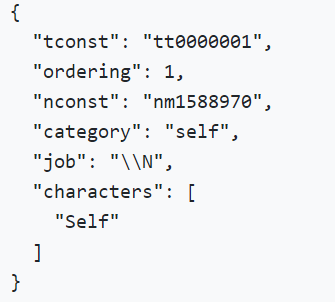 {
  "tconst": "tt0000001",
  "ordering": 1,
  "nconst": "nm1588970",
  "category": "self",
  "job": "\\N",
  "characters": [
    "Self"
  ]
}